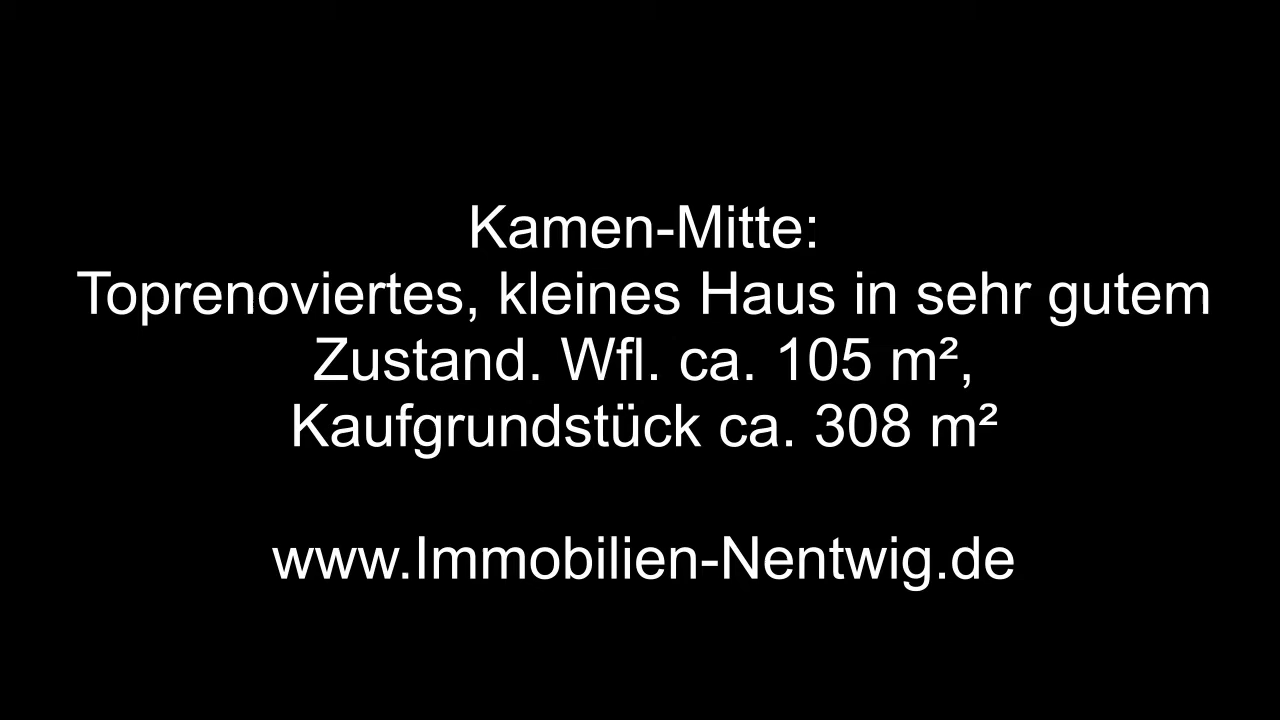 Kamen-Mitte:
Toprenoviertes, kleines Haus in sehr gutem
Zustand. Wfl. ca. 105 m²,
Kaufgrundstück ca. 308 m²
www.Immobilien-Nentwig.de